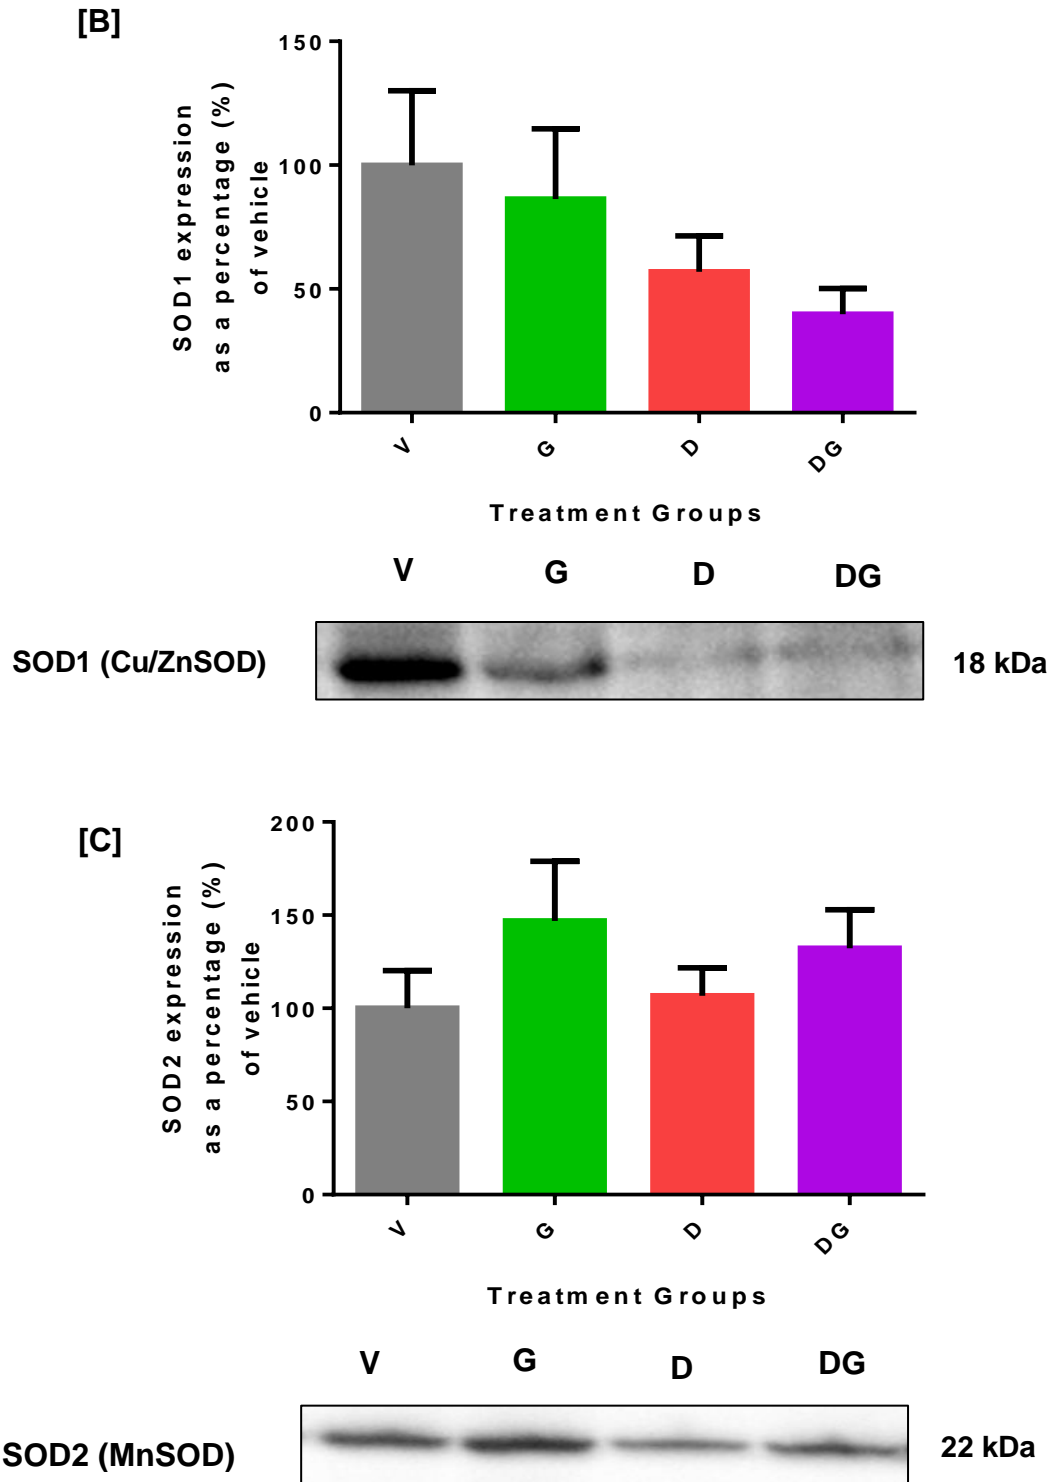 [B]
SOD1 expression
as a percentage (%)
of vehicle
150
100
50
0
V
G
D
DG
Treatment Groups
V G D DG
SOD1 (Cu/ZnSOD)
18 kDa
[C]
SOD2 expression
as a percentage (%)
of vehicle
200
150
100
50
0
V
G
D
DG
Treatment Groups
V G D DG
SOD2 (MnSOD)
22 kDa